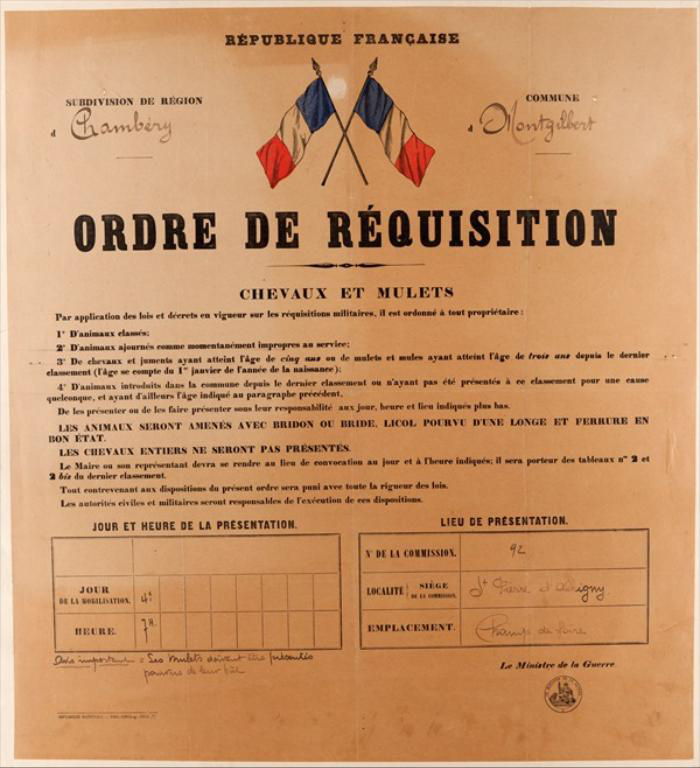 RÉPUBLIQUE FRANÇAISE
SUBDIVISION DE RÉGION
d Chambéry
COMMUNE
d Montgilbert
ORDRE DE RÉQUISITION
CHEVAUX ET MULETS
Par application des lois et décrets en vigueur sur les réquisitions militaires, il est ordonné à tout propriétaire :
1° D'animaux classés;
2° D'animaux ajournés comme momentanément impropres au service;
3° De chevaux et juments ayant atteint l'âge de cinq ans ou de mulets et mules ayant atteint l'âge de trois ans depuis le dernier
classement (l'âge se compte du 1er janvier de l'année de la naissance);
4° D'animaux introduits dans la commune depuis le dernier classement ou n'ayant pas été présentés à ce classement pour une cause
quelconque, et ayant d'ailleurs l'âge indiqué au paragraphe précédent,
De les présenter ou de les faire présenter sous leur responsabilité aux jour, heure et lieu indiqués plus bas.
LES ANIMAUX SERONT AMENÉS AVEC BRIDON OU BRIDE, LICOL POURVU D'UNE LONGE ET FERRURE EN
BON ÉTAT.
LES CHEVAUX ENTIERS NE SERONT PAS PRÉSENTÉS.
Le Maire ou son représentant devra se rendre au lieu de convocation au jour et à l'heure indiqués; il sera porteur des tableaux nos 2 et
2 bis du dernier classement.
Tout contrevenant aux dispositions du présent ordre sera puni avec toute la rigueur des lois.
Les autorités civiles et militaires seront responsables de l'exécution de ces dispositions.
JOUR ET HEURE DE LA PRÉSENTATION.
JOUR
DE LA MOBILISATION.
4e
HEURE.
7H.
LIEU DE PRÉSENTATION.
N° DE LA COMMISSION.
92
LOCALITÉ
SIÈGE
DE LA COMMISSION.
St Pierre d'Albigny
EMPLACEMENT.
Champ de foire
Avis important = Les mulets doivent être présentés
pourvus de leur bât
Le Ministre de la Guerre.